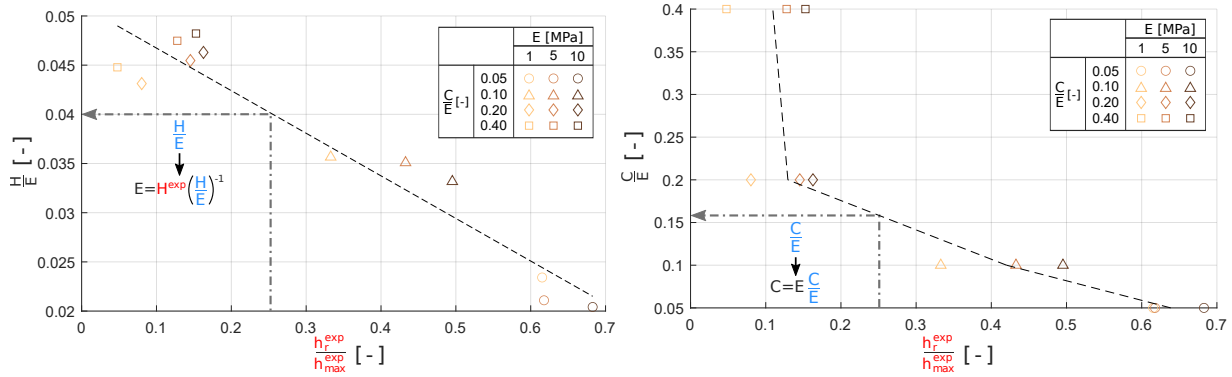 0.05
0.045
0.04
0.035
0.03
0.025
0.02
0
0.1
0.2
0.3
0.4
0.5
0.6
0.7
H
E
[-]
h_r^exp
h_max^exp
[-]
H
E
E=H^exp(H/E)^-1
E [MPa]
1 5 10
C/E [-]
0.05
0.10
0.20
0.40
0.4
0.35
0.3
0.25
0.2
0.15
0.1
0.05
0
0.1
0.2
0.3
0.4
0.5
0.6
0.7
C
E
[-]
h_r^exp
h_max^exp
[-]
C
E
C=E C/E
E [MPa]
1 5 10
C/E [-]
0.05
0.10
0.20
0.40